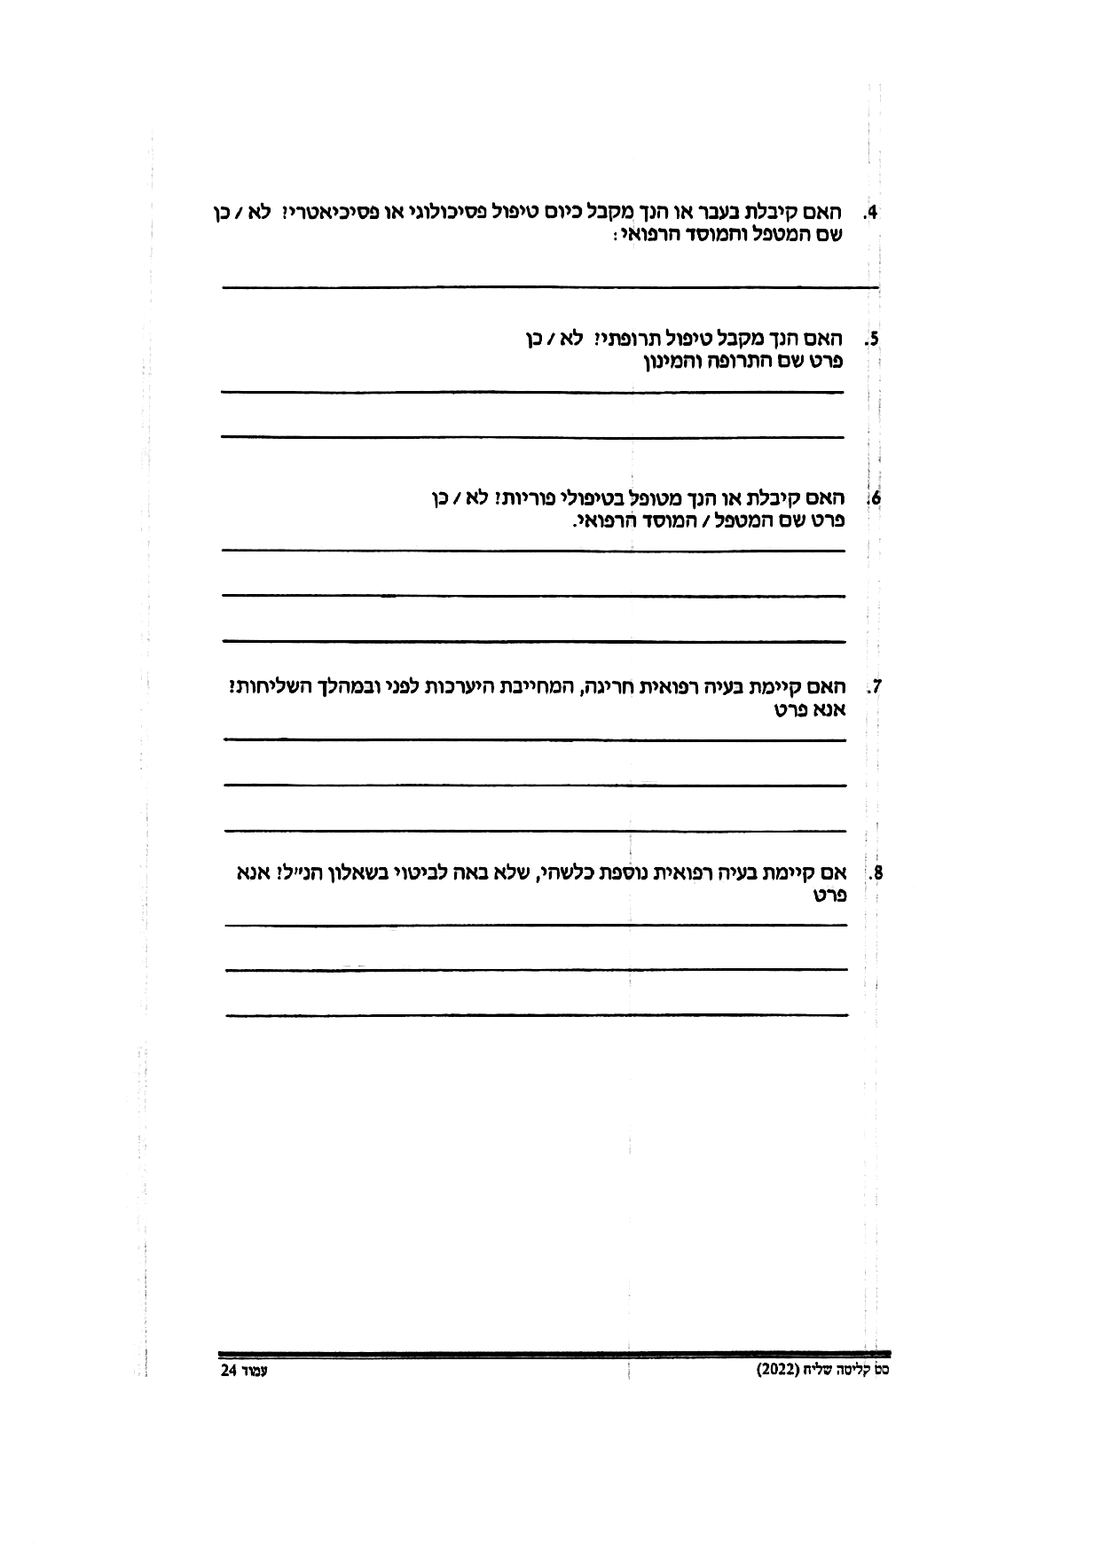 4. האם קיבלת בעבר או הנך מקבל כיום טיפול פסיכולוגי או פסיכיאטרי? לא / כן
שם המטפל והמוסד הרפואי:
5. האם הנך מקבל טיפול תרופתי? לא / כן
פרט שם התרופה והמינון
6. האם קיבלת או הנך מטופל בטיפולי פוריות? לא / כן
פרט שם המטפל / המוסד הרפואי.
7. האם קיימת בעיה רפואית חריגה, המחייבת היערכות לפני ובמהלך השליחות?
אנא פרט
8. אם קיימת בעיה רפואית נוספת כלשהי, שלא באה לביטוי בשאלון הנ״ל? אנא
פרט
סט קליטה שליח (2022) עמוד 24